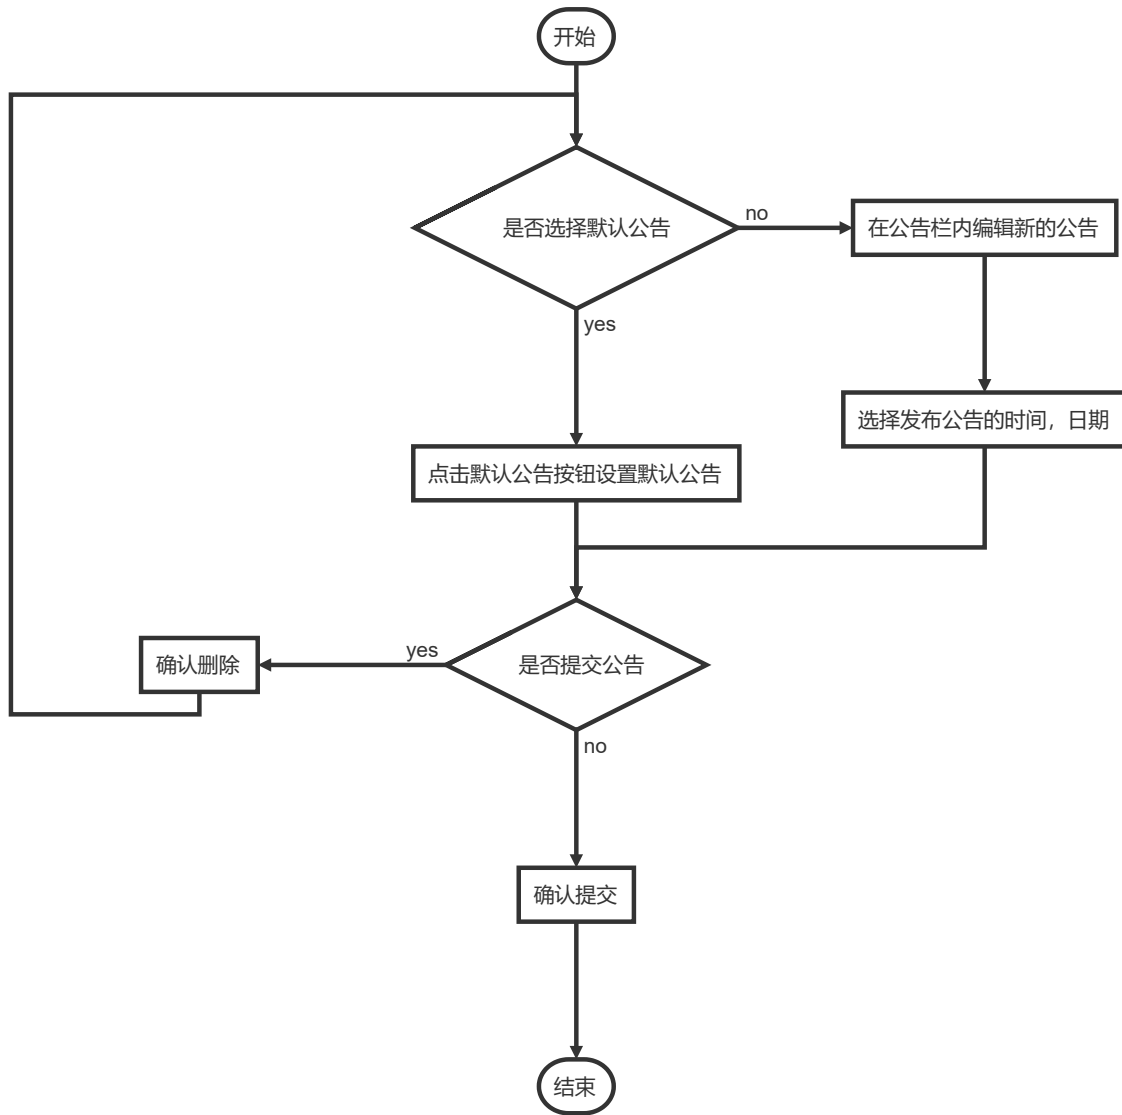 开始
是否选择默认公告
no
在公告栏内编辑新的公告
yes
选择发布公告的时间，日期
点击默认公告按钮设置默认公告
是否提交公告
yes
确认删除
no
确认提交
结束